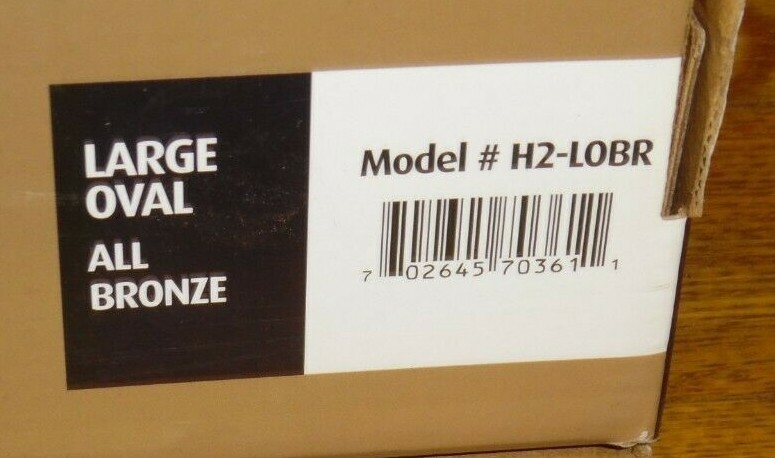 LARGE
OVAL
ALL
BRONZE
Model # H2-LOBR
7 02645 70361 1